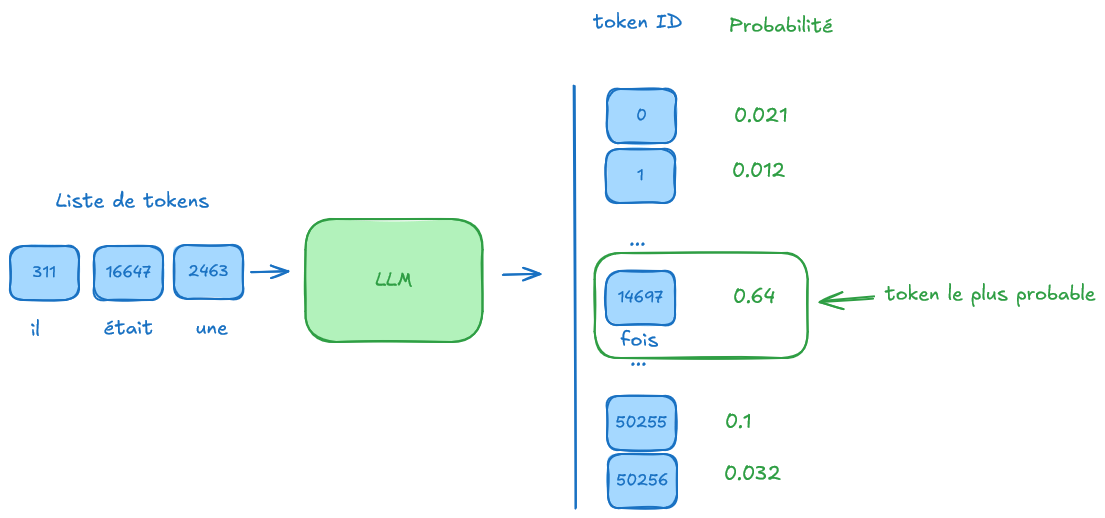 token ID Probabilité
0 0.021
1 0.012
...
Liste de tokens
311 16647 2463
il était une
LLM
14697 0.64
fois
token le plus probable
...
50255 0.1
50256 0.032